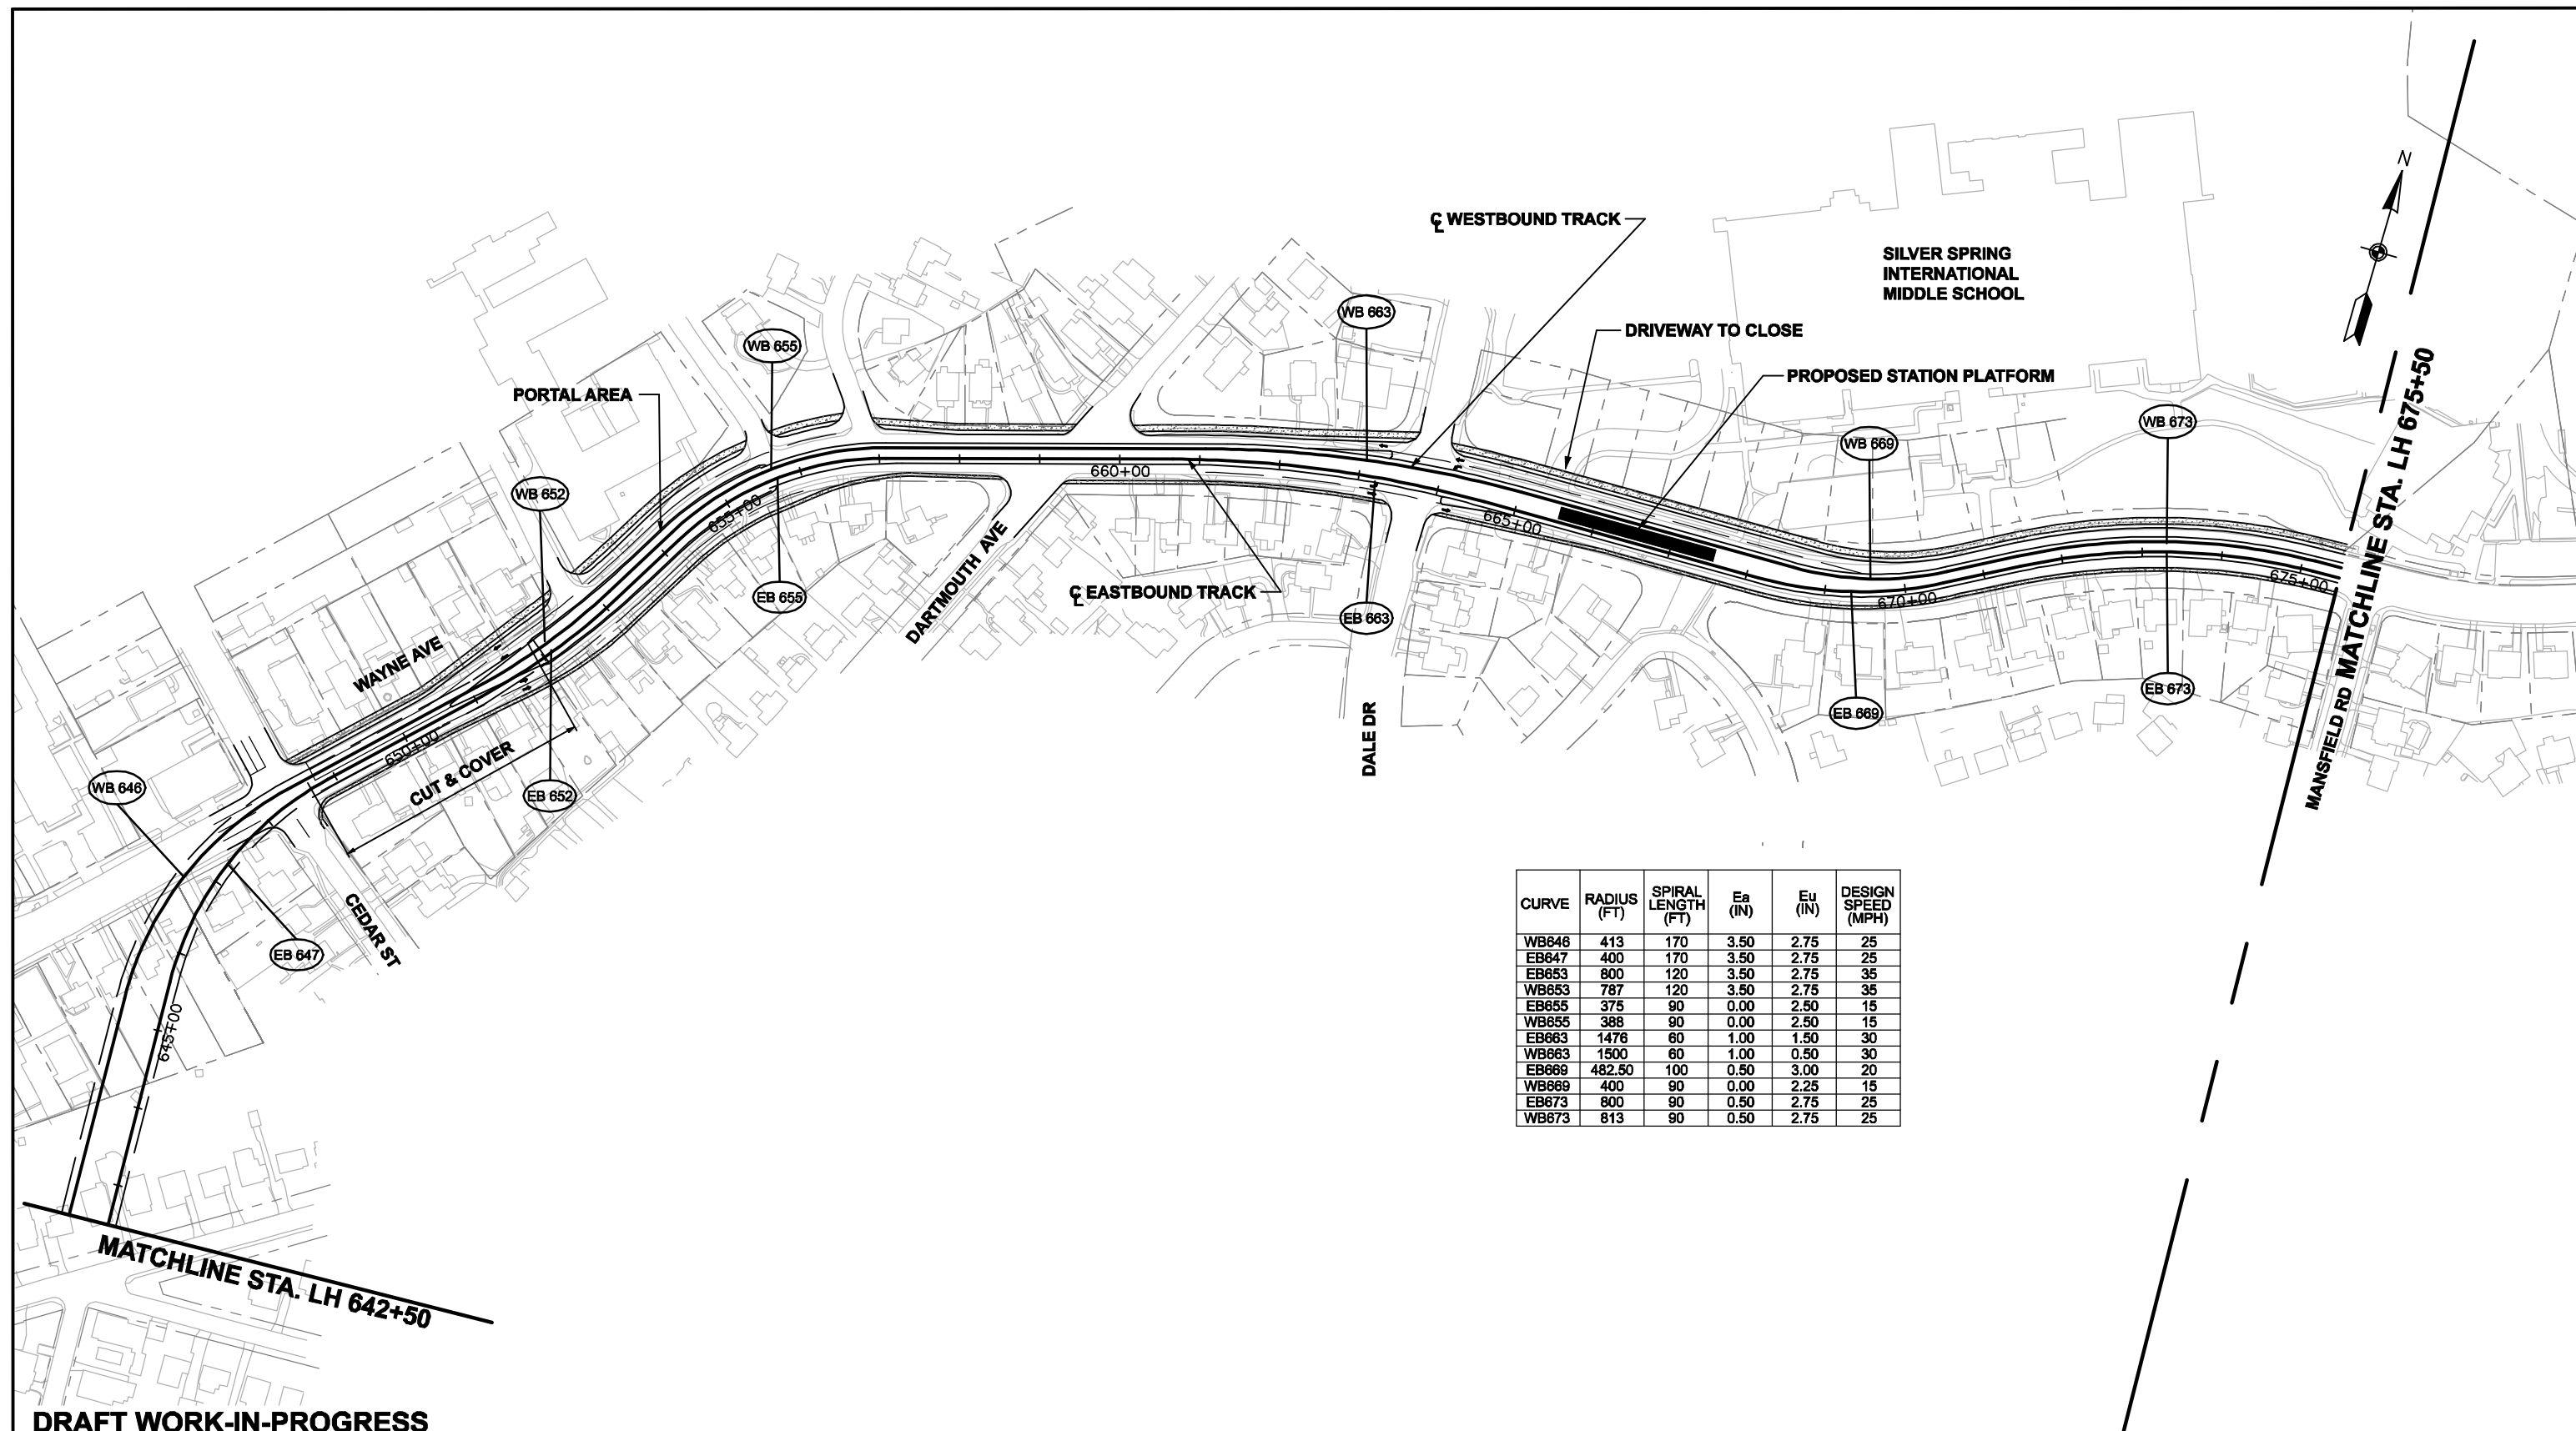 ℄ WESTBOUND TRACK
N
SILVER SPRING
INTERNATIONAL
MIDDLE SCHOOL
WB 663
DRIVEWAY TO CLOSE
WB 655
PROPOSED STATION PLATFORM
PORTAL AREA
WB 673
WB 669
MATCHLINE STA. LH 675+50
WB 652
660+00
655+00
665+00
DARTMOUTH AVE
675+00
℄ EASTBOUND TRACK
EB 655
670+00
EB 663
WAYNE AVE
EB 673
EB 669
MANSFIELD RD
DALE DR
650+00
CUT & COVER
WB 646
EB 652
CEDAR ST
EB 647
645+00
CURVE RADIUS (FT) SPIRAL LENGTH (FT) Ea (IN) Eu (IN) DESIGN SPEED (MPH)
WB646 413 170 3.50 2.75 25
EB647 400 170 3.50 2.75 25
EB653 800 120 3.50 2.75 35
WB653 787 120 3.50 2.75 35
EB655 375 90 0.00 2.50 15
WB655 388 90 0.00 2.50 15
EB663 1476 60 1.00 1.50 30
WB663 1500 60 1.00 0.50 30
EB669 482.50 100 0.50 3.00 20
WB669 400 90 0.00 2.25 15
EB673 800 90 0.50 2.75 25
WB673 813 90 0.50 2.75 25
MATCHLINE STA. LH 642+50
DRAFT WORK-IN-PROGRESS